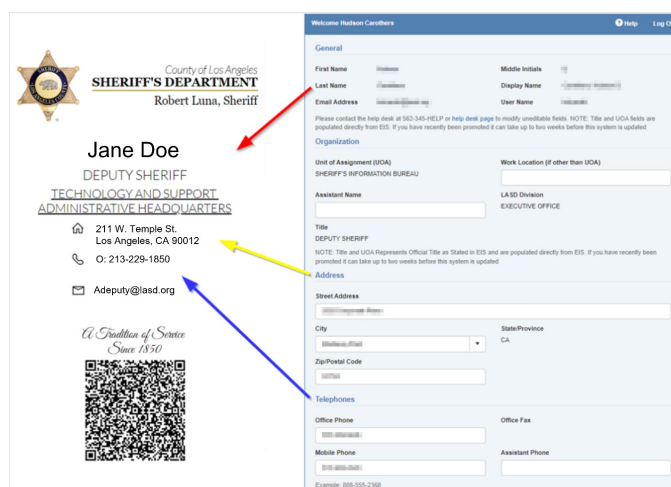 County of Los Angeles
SHERIFF'S DEPARTMENT
Robert Luna, Sheriff
Jane Doe
DEPUTY SHERIFF
TECHNOLOGY AND SUPPORT
ADMINISTRATIVE HEADQUARTERS
211 W. Temple St.
Los Angeles, CA 90012
O: 213-229-1850
Adeputy@lasd.org
A Tradition of Service
Since 1850
Welcome Hudson Carothers
Help Log O
General
First Name Middle Initials
Last Name Display Name
Email Address User Name
Please contact the help desk at 562-345-HELP or help desk page to modify uneditable fields. NOTE: Title and UOA fields are
populated directly from EIS. If you have recently been promoted it can take up to two weeks before this system is updated
Organization
Unit of Assignment (UOA) Work Location (if other than UOA)
SHERIFF'S INFORMATION BUREAU
Assistant Name LASD Division
EXECUTIVE OFFICE
Title
DEPUTY SHERIFF
NOTE: Title and UOA Represents Official Title as Stated in EIS and are populated directly from EIS. If you have recently been
promoted it can take up to two weeks before this system is updated
Address
Street Address
City State/Province
CA
Zip/Postal Code
Telephones
Office Phone Office Fax
Mobile Phone Assistant Phone
Example: 888-555-2368